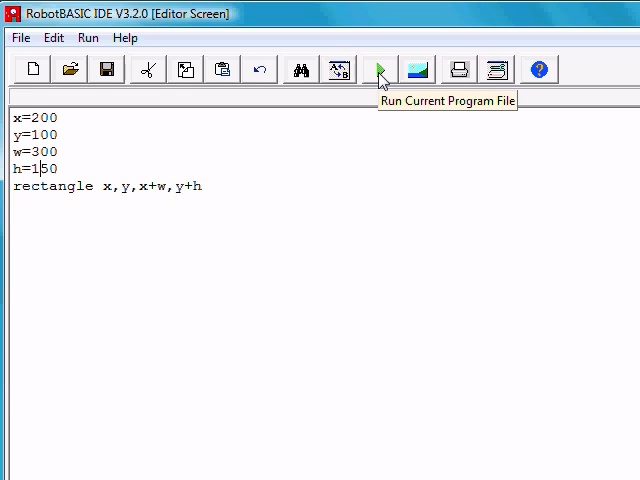 RobotBASIC IDE V3.2.0 [Editor Screen]
File Edit Run Help
A B
?
Run Current Program File
x=200
y=100
w=300
h=150
rectangle x,y,x+w,y+h